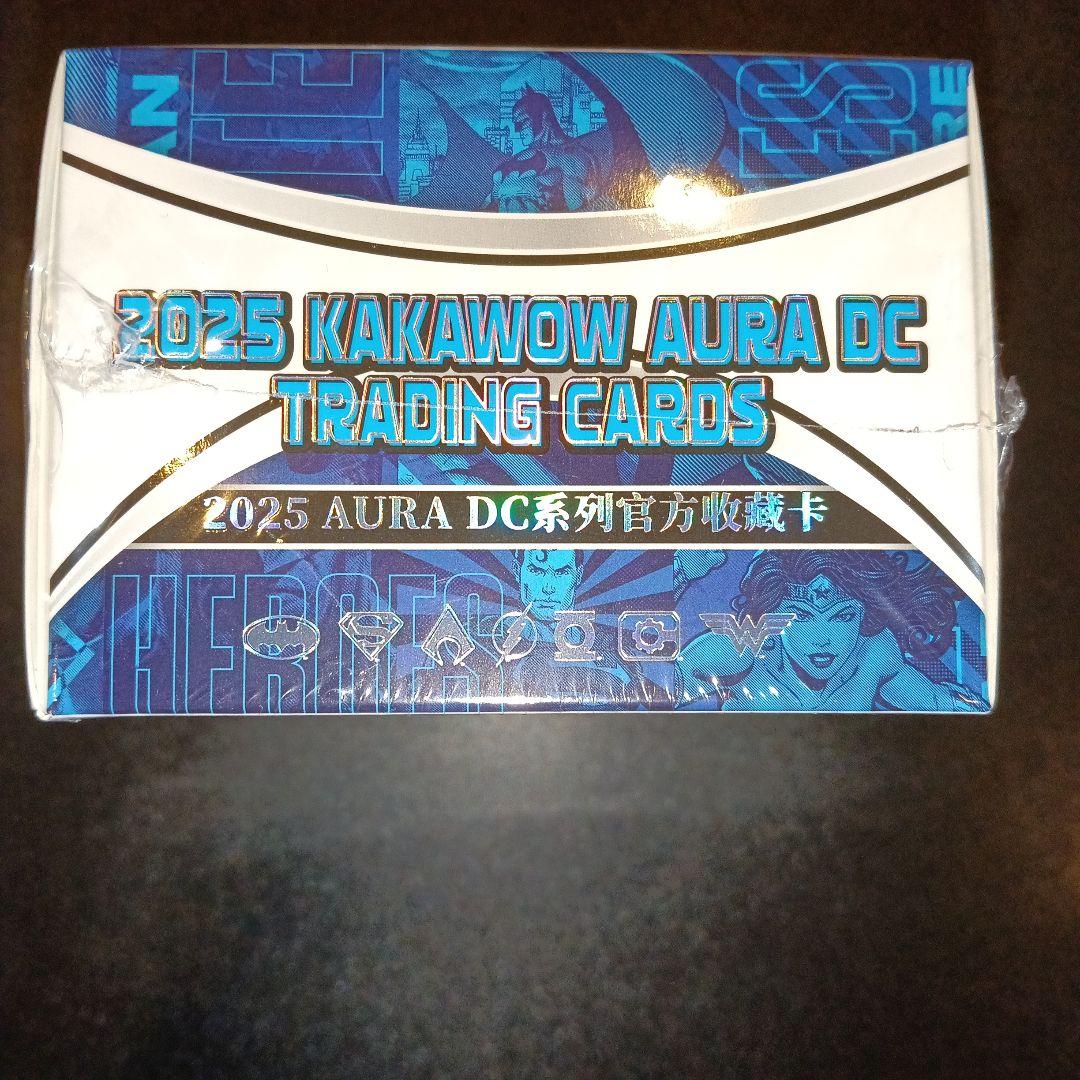 2025 KAKAWOW AURA DC
TRADING CARDS
2025 AURA DC系列官方收藏卡
HEROES